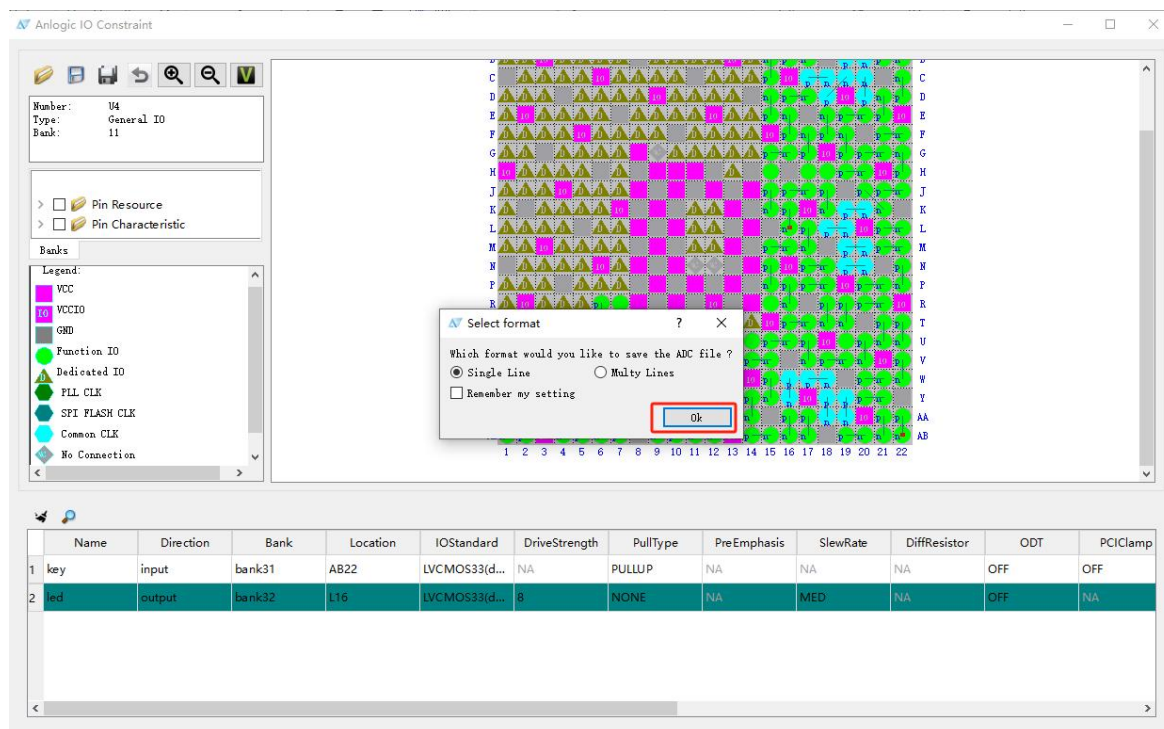 Anlogic IO Constraint
Number: U4
Type: General IO
Bank: 11
Pin Resource
Pin Characteristic
Banks
Legend:
VCC
IO VCCIO
GND
Function IO
D Dedicated IO
PLL CLK
SPI FLASH CLK
Common CLK
No Connection
C C
D D
E E
F F
G G
H H
J J
K K
L L
M M
N N
P P
R R
T
U
V
W
Y
AA
AB
1 2 3 4 5 6 7 8 9 10 11 12 13 14 15 16 17 18 19 20 21 22
Select format ? ×
Which format would you like to save the ADC file ?
Single Line Multy Lines
Remember my setting
Ok
Name Direction Bank Location IOStandard DriveStrength PullType PreEmphasis SlewRate DiffResistor ODT PCIClamp
1 key input bank31 AB22 LVCMOS33(d... NA PULLUP NA NA NA OFF OFF
2 led output bank32 L16 LVCMOS33(d... 8 NONE NA MED NA OFF NA